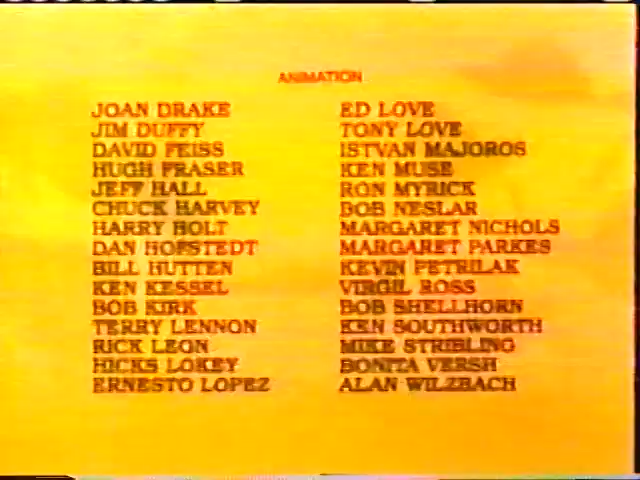 ANIMATION
JOAN DRAKE
JIM DUFFY
DAVID FEISS
HUGH FRASER
JEFF HALL
CHUCK HARVEY
HARRY HOLT
DAN HOFSTEDT
BILL HUTTEN
KEN KESSEL
BOB KIRK
TERRY LENNON
RICK LEON
HICKS LOKEY
ERNESTO LOPEZ
ED LOVE
TONY LOVE
ISTVAN MAJOROS
KEN MUSE
RON MYRICK
BOB NESLAR
MARGARET NICHOLS
MARGARET PARKES
KEVIN PETRILAK
VIRGIL ROSS
BOB SHELLHORN
KEN SOUTHWORTH
MIKE STRIBLING
BONITA VERSH
ALAN WILZBACH